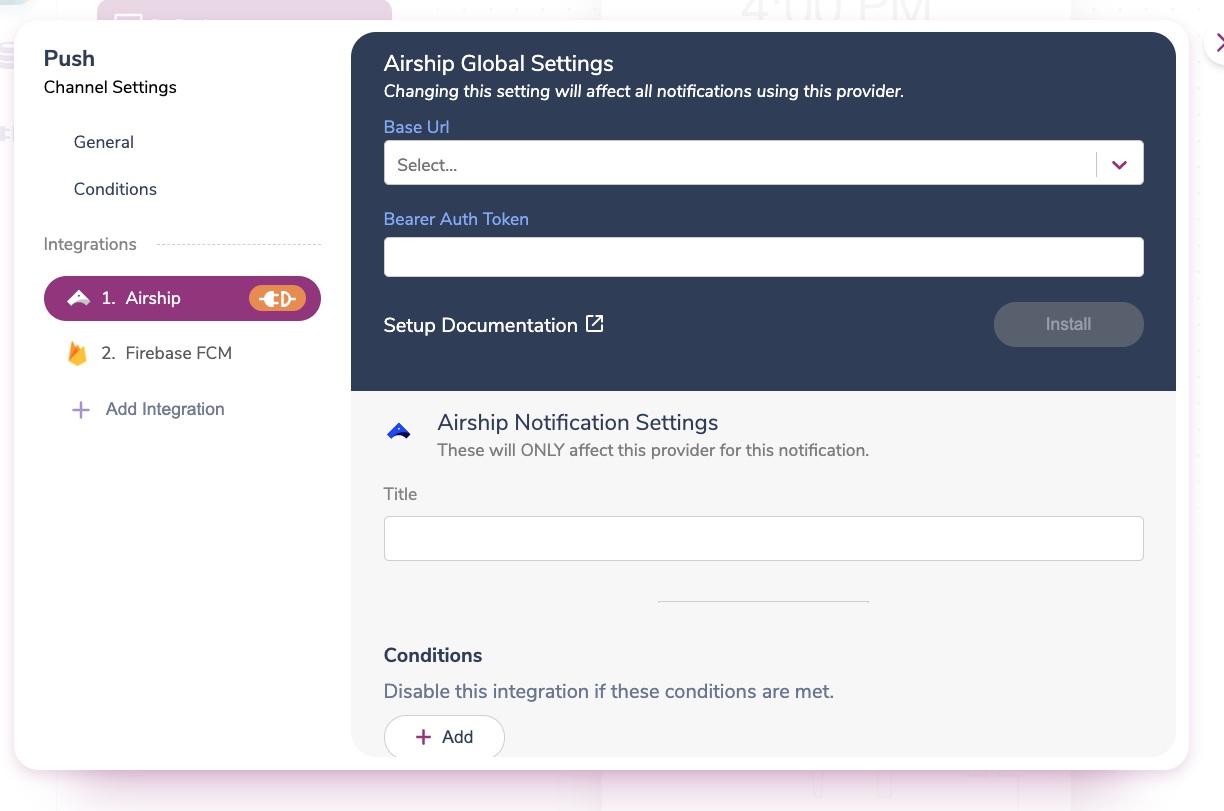 4:00 PM
Push
Channel Settings
General
Conditions
Integrations
1. Airship
2. Firebase FCM
Add Integration
Airship Global Settings
Changing this setting will affect all notifications using this provider.
Base Url
Select...
Bearer Auth Token
Setup Documentation
Install
Airship Notification Settings
These will ONLY affect this provider for this notification.
Title
Conditions
Disable this integration if these conditions are met.
Add